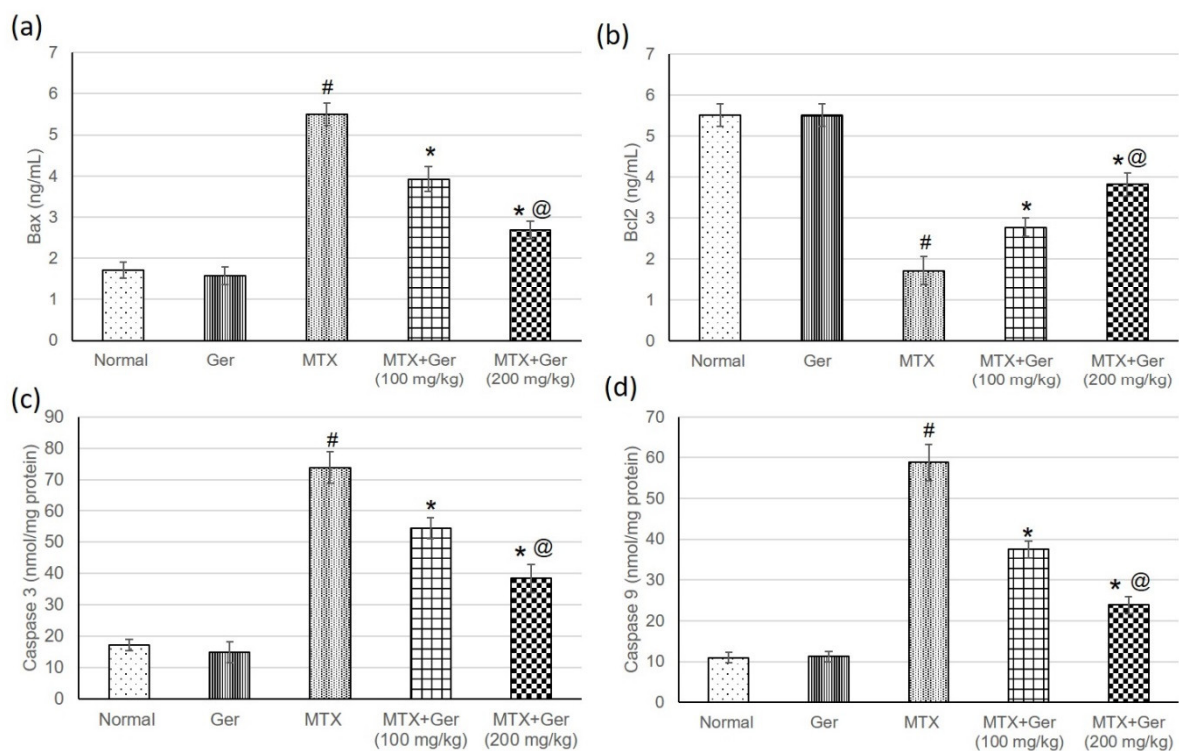 (a)
7
6
5
4
3
2
1
0
Bax (ng/mL)
#
*
* @
Normal Ger MTX MTX+Ger MTX+Ger
(100 mg/kg) (200 mg/kg)
(b)
7
6
5
4
3
2
1
0
Bcl2 (ng/mL)
#
*
* @
Normal Ger MTX MTX+Ger MTX+Ger
(100 mg/kg) (200 mg/kg)
(c)
90
80
70
60
50
40
30
20
10
0
Caspase 3 (nmol/mg protein)
#
*
* @
Normal Ger MTX MTX+Ger MTX+Ger
(100 mg/kg) (200 mg/kg)
(d)
70
60
50
40
30
20
10
0
Caspase 9 (nmol/mg protein)
#
*
* @
Normal Ger MTX MTX+Ger MTX+Ger
(100 mg/kg) (200 mg/kg)